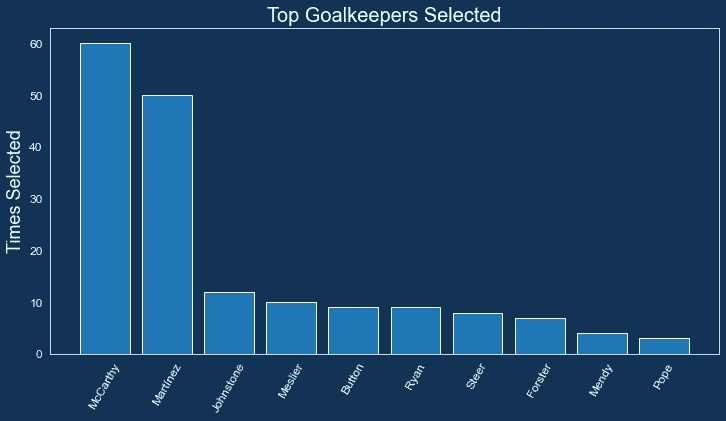 Top Goalkeepers Selected
Times Selected
60
50
40
30
20
10
0
McCarthy
Martínez
Johnstone
Meslier
Button
Ryan
Steer
Forster
Mendy
Pope